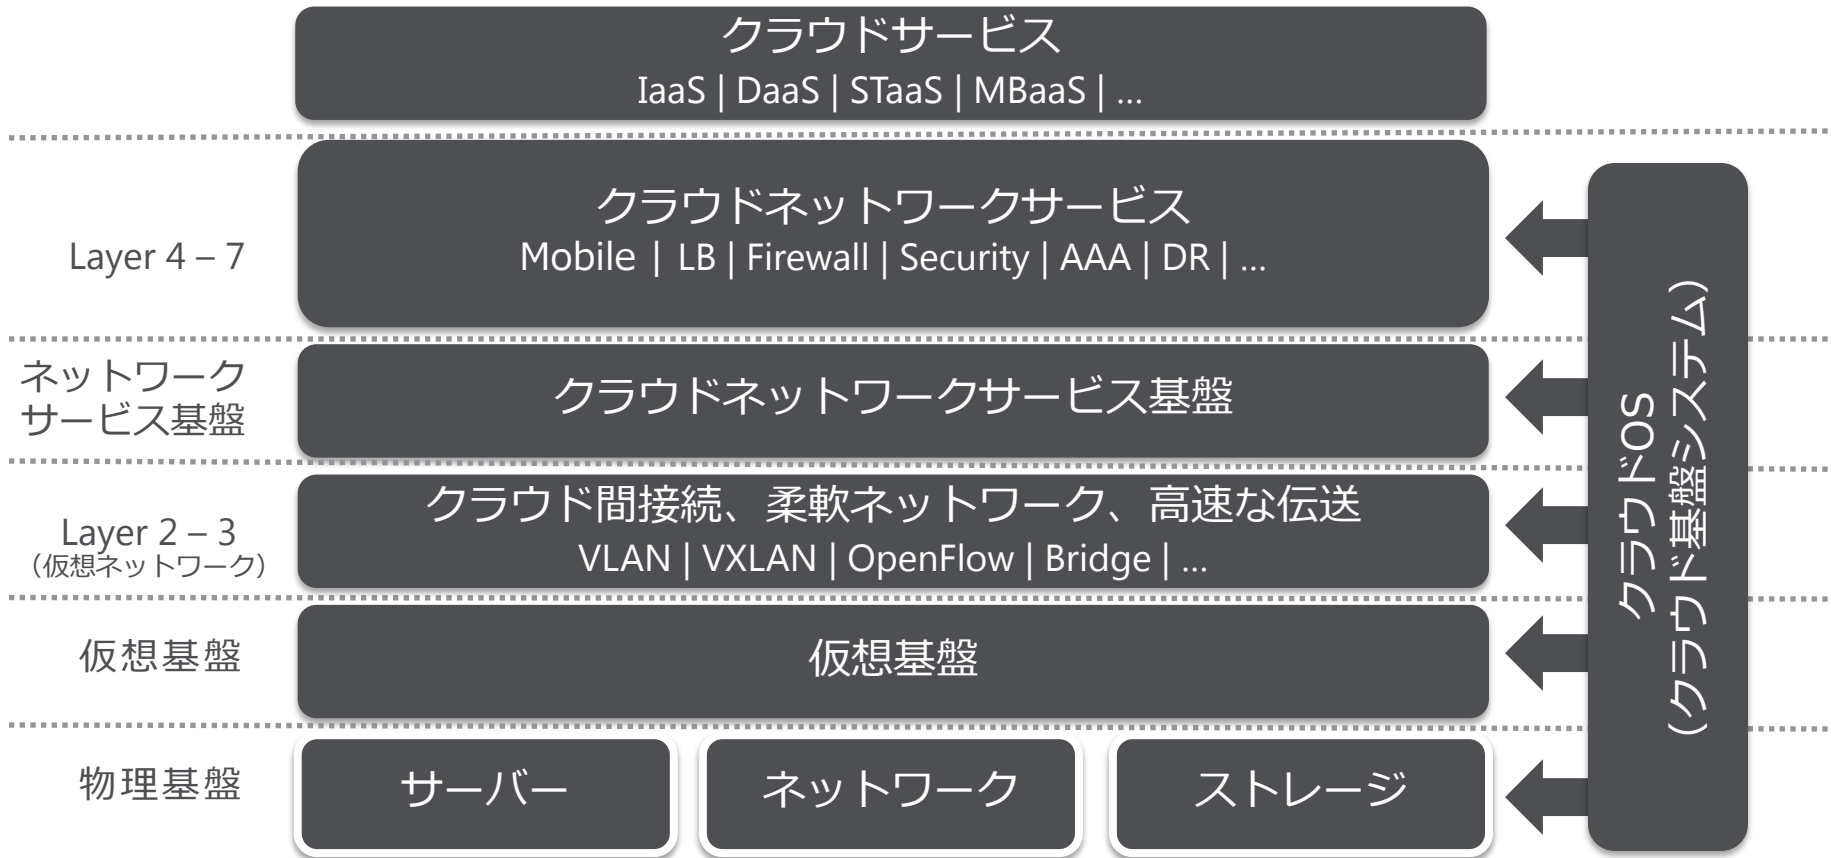 クラウドサービス
IaaS | DaaS | STaaS | MBaaS | ...
Layer 4 – 7
クラウドネットワークサービス
Mobile | LB | Firewall | Security | AAA | DR | ...
ネットワーク
サービス基盤
クラウドネットワークサービス基盤
Layer 2 – 3
（仮想ネットワーク）
クラウド間接続、柔軟ネットワーク、高速な伝送
VLAN | VXLAN | OpenFlow | Bridge | ...
仮想基盤
仮想基盤
物理基盤
サーバー
ネットワーク
ストレージ
クラウドOS
（クラウド基盤システム）